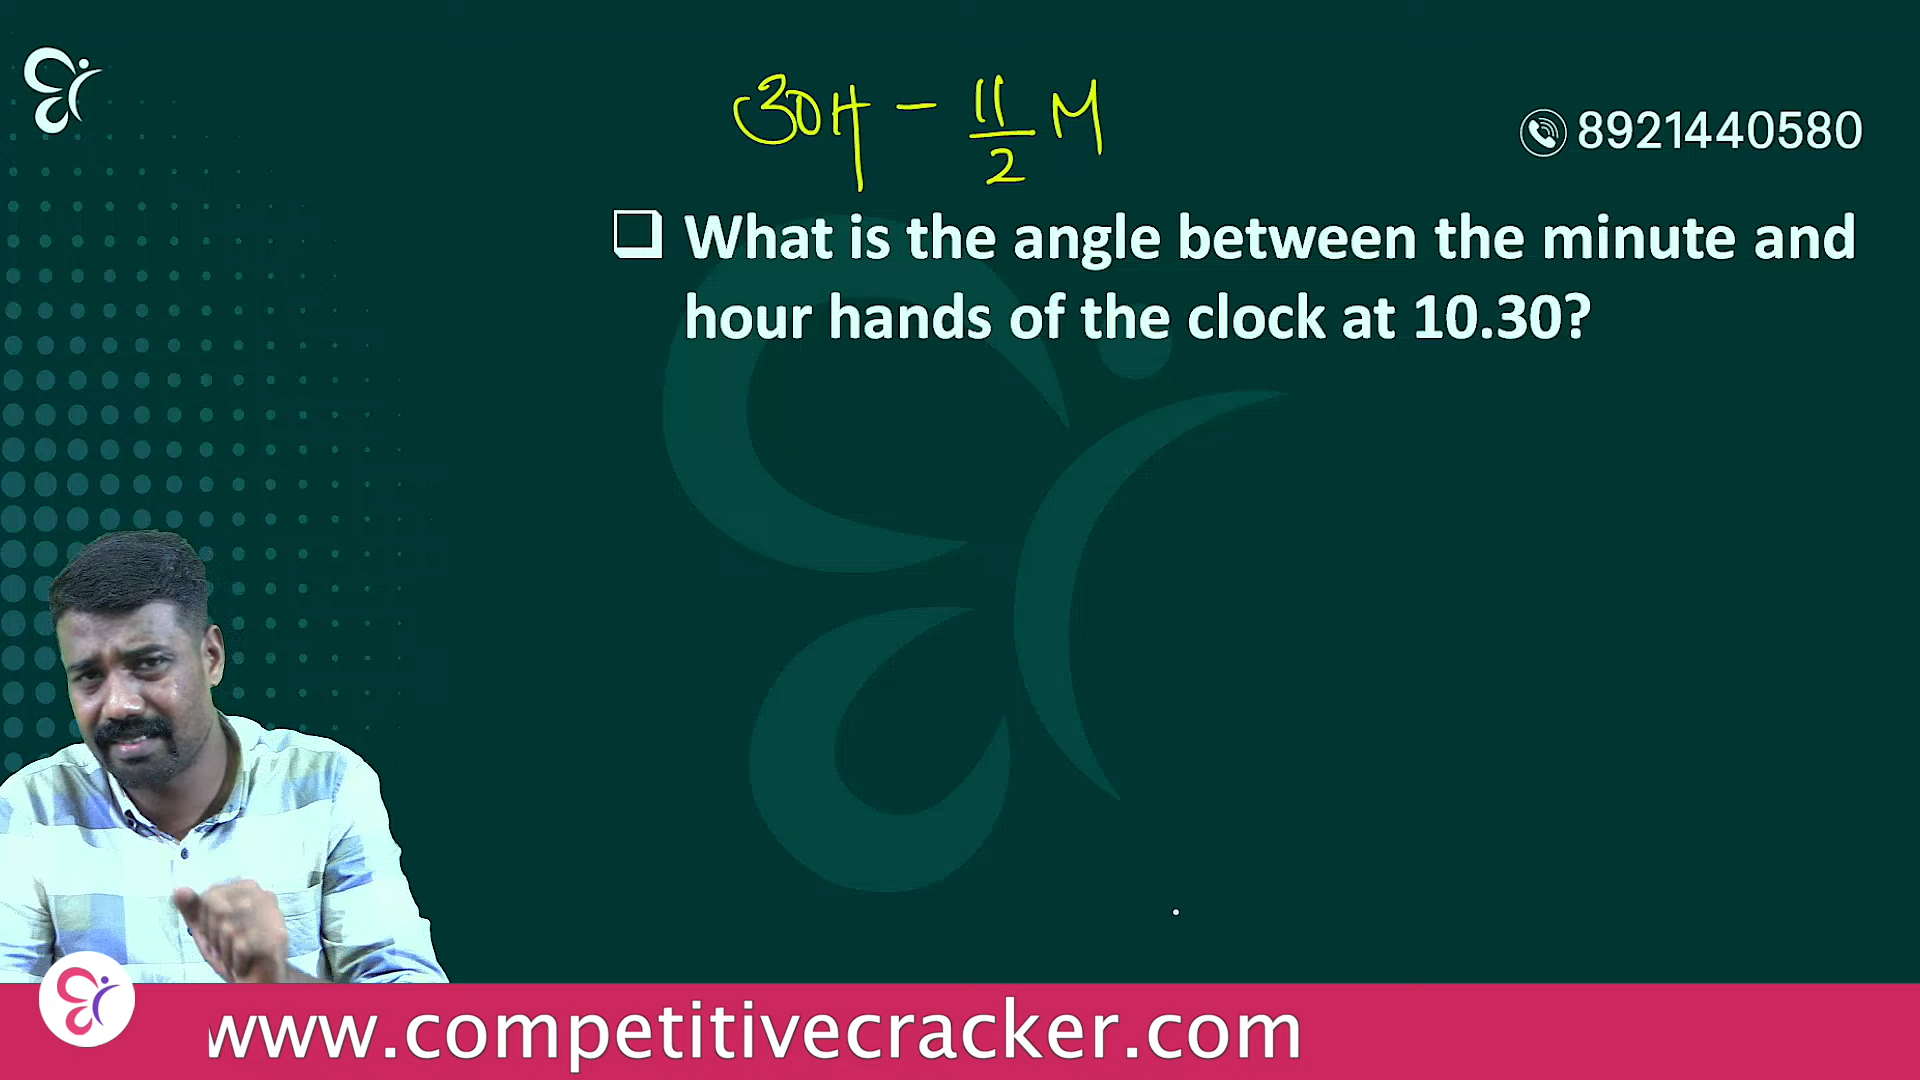 30H - 11/2 M
8921440580
❑ What is the angle between the minute and
hour hands of the clock at 10.30?
www.competitivecracker.com